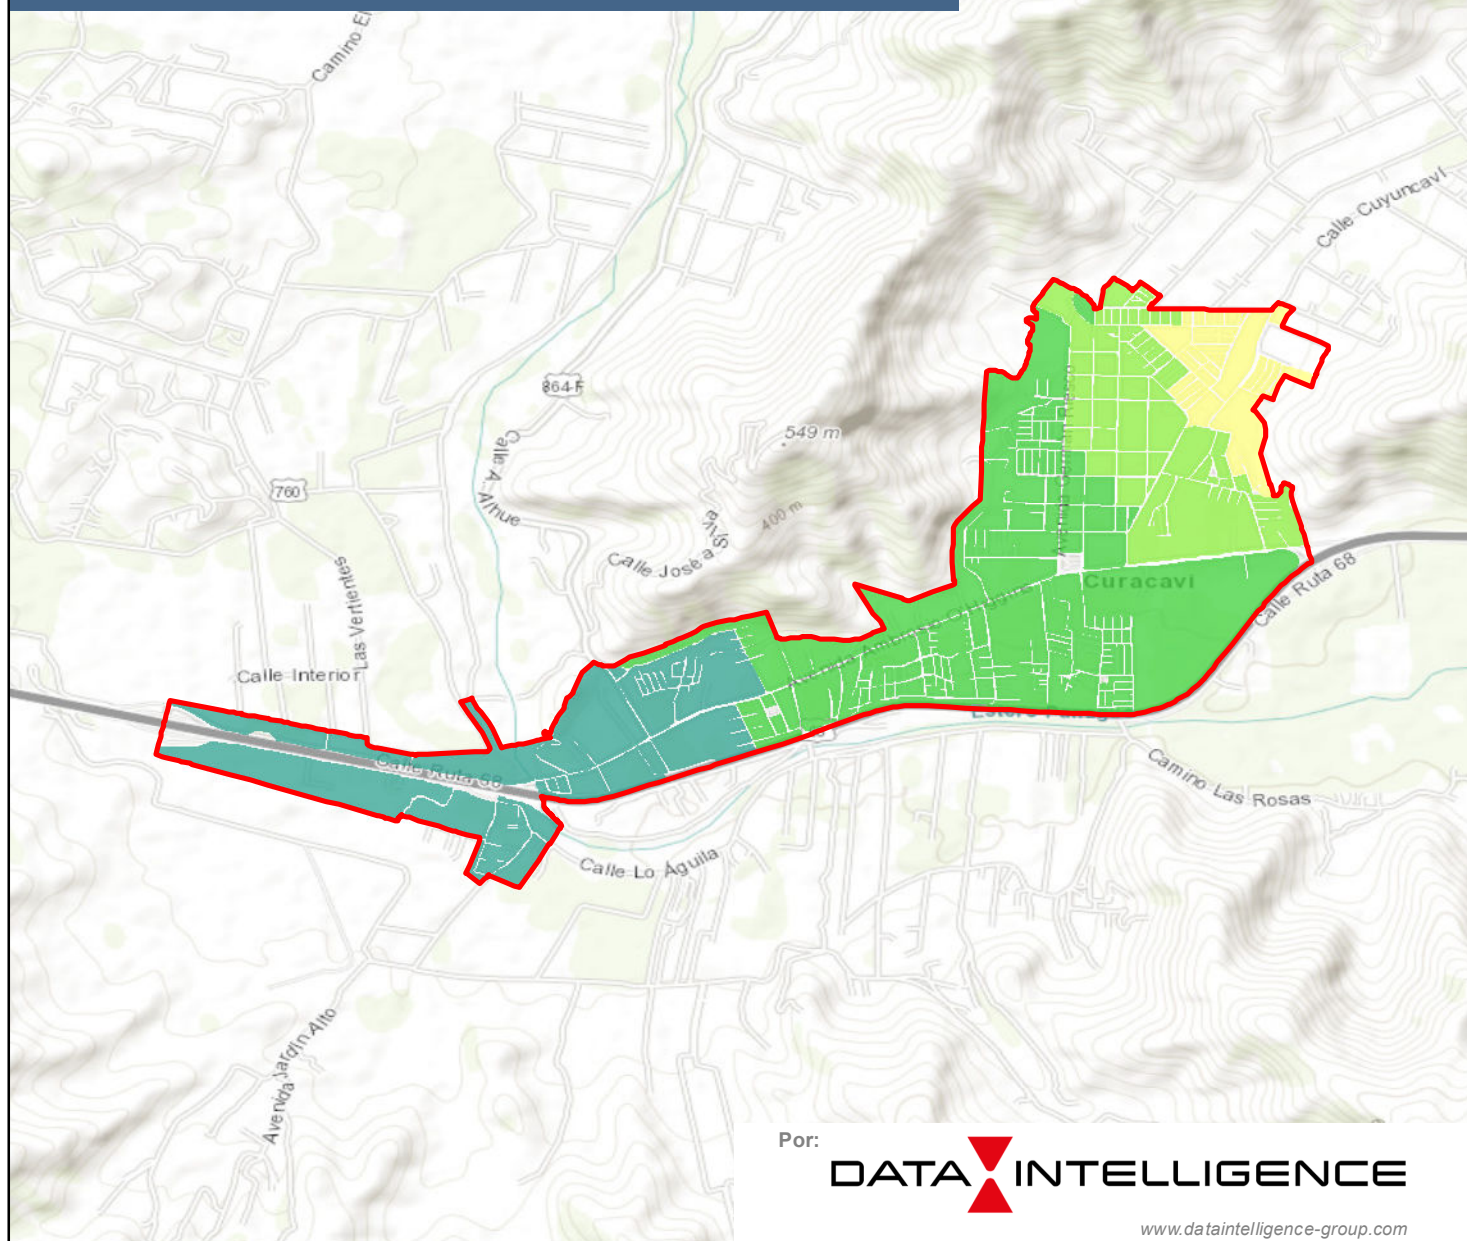 Camino El
Calle Cuyuncaví
864-F
549 m
Calle A. Alhue
760
400 m
Calle José a Silva
Las Vertientes
Calle Interior
Curacaví
Calle Ruta 68
Calle Ruta 68
Camino Las Rosas
Calle Lo Águila
Avenida Jardín Alto
Por:
DATA INTELLIGENCE
www.dataintelligence-group.com